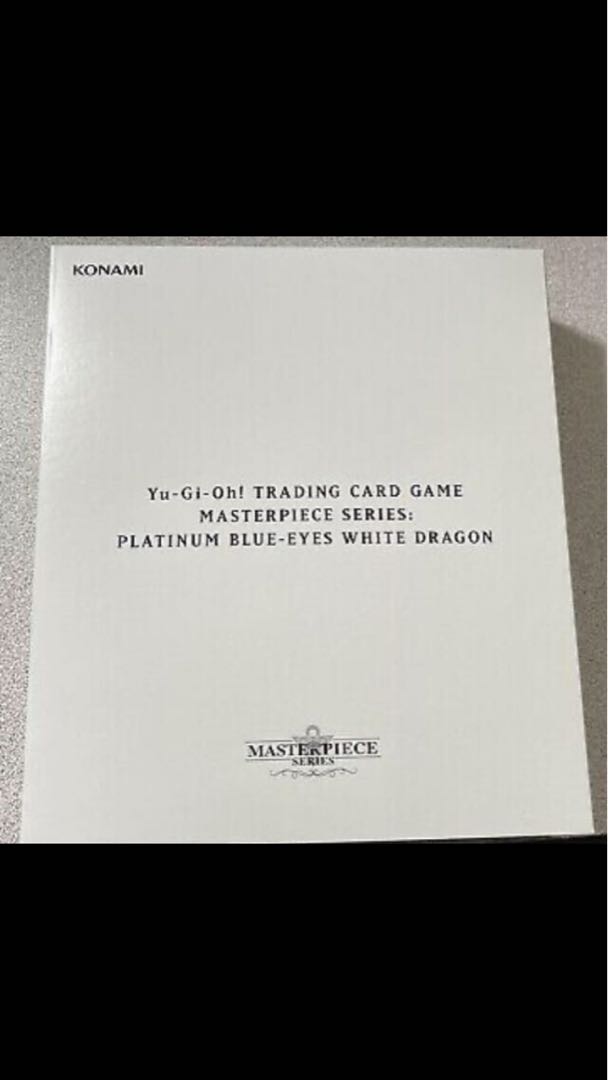 KONAMI
Yu-Gi-Oh! TRADING CARD GAME
MASTERPIECE SERIES:
PLATINUM BLUE-EYES WHITE DRAGON
MASTERPIECE
SERIES